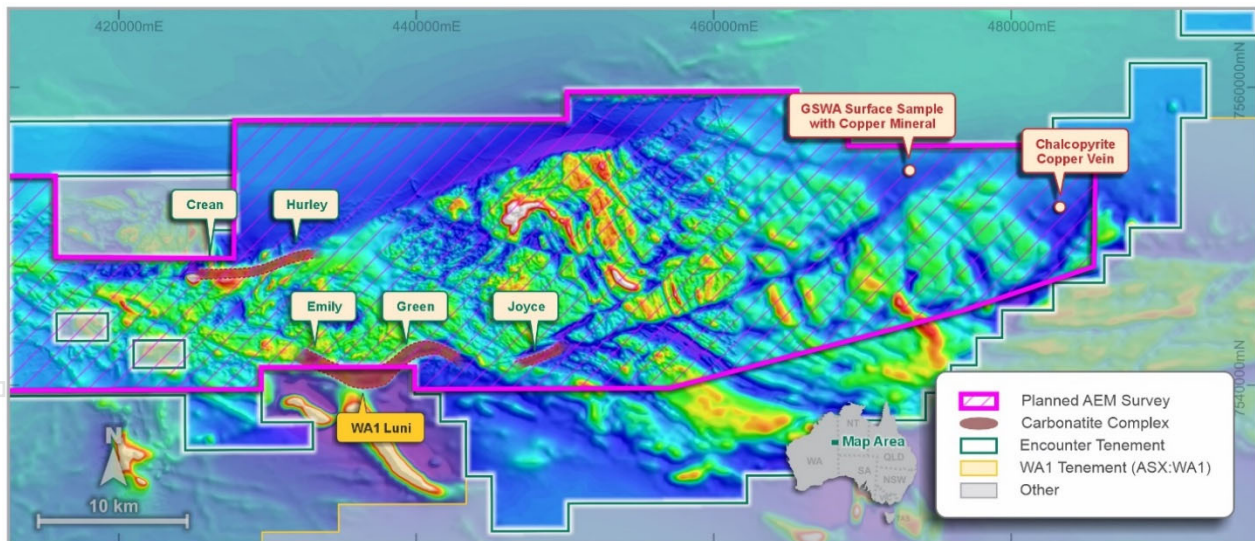 420000mE
440000mE
460000mE
480000mE
7560000mN
GSWA Surface Sample
with Copper Mineral
Chalcopyrite
Copper Vein
Crean
Hurley
Emily
Green
Joyce
WA1 Luni
7540000mN
N
10 km
Map Area
WA
NT
SA
QLD
NSW
Planned AEM Survey
Carbonatite Complex
Encounter Tenement
WA1 Tenement (ASX:WA1)
Other